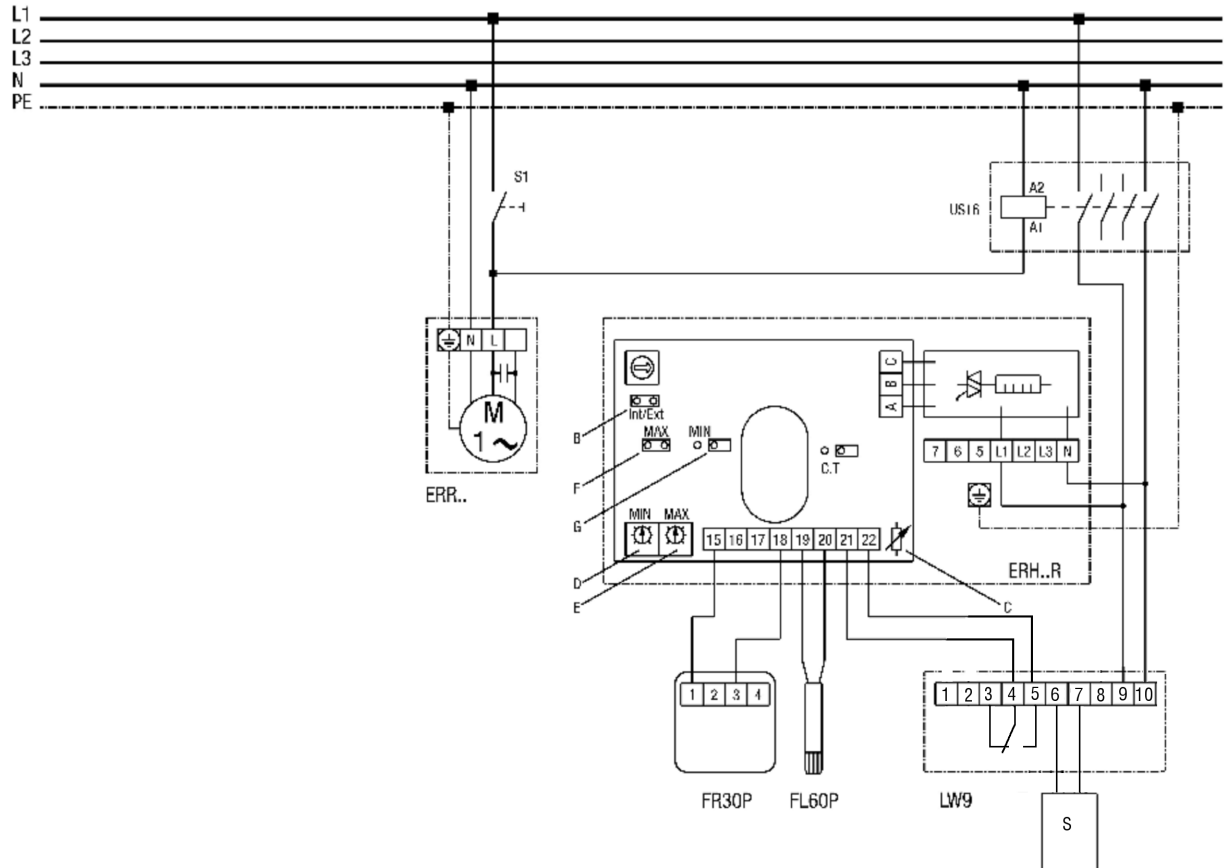 L1
L2
L3
N
PE
S1
A2
UST6
A1
N L
M
1~
ERR..
Int/Ext
B
MAX MIN
F
G
C.T
C
B
A
7 6 5 L1 L2 L3 N
MIN MAX
D
E
15 16 17 18 19 20 21 22
ERH..R
C
1 2 3 4
FR30P
FL60P
1 2 3 4 5 6 7 8 9 10
LW9
S